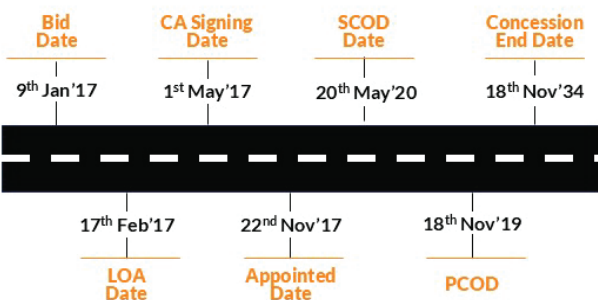 Bid
Date
CA Signing
Date
SCOD
Date
Concession
End Date
9th Jan'17
1st May'17
20th May'20
18th Nov'34
17th Feb'17
22nd Nov'17
18th Nov'19
LOA
Date
Appointed
Date
PCOD